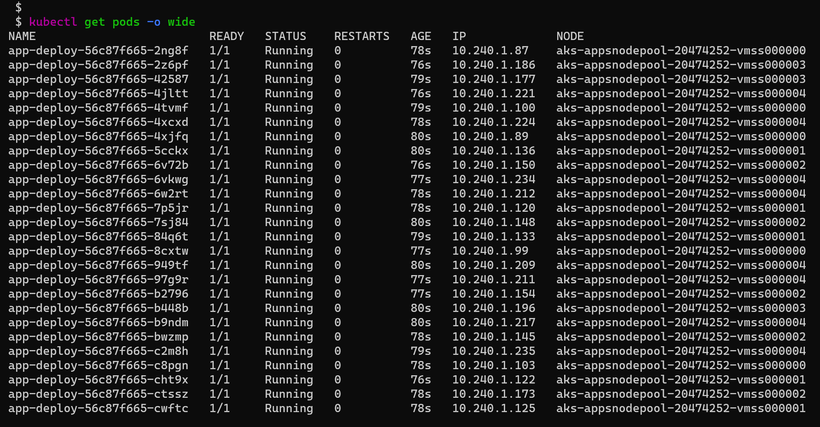 $
$ kubectl get pods -o wide
NAME READY STATUS RESTARTS AGE IP NODE
app-deploy-56c87f665-2ng8f 1/1 Running 0 78s 10.240.1.87 aks-appsnodepool-20474252-vmss000000
app-deploy-56c87f665-2z6pf 1/1 Running 0 76s 10.240.1.186 aks-appsnodepool-20474252-vmss000003
app-deploy-56c87f665-42587 1/1 Running 0 79s 10.240.1.177 aks-appsnodepool-20474252-vmss000003
app-deploy-56c87f665-4jltt 1/1 Running 0 76s 10.240.1.221 aks-appsnodepool-20474252-vmss000004
app-deploy-56c87f665-4tvmf 1/1 Running 0 79s 10.240.1.100 aks-appsnodepool-20474252-vmss000000
app-deploy-56c87f665-4xcxd 1/1 Running 0 78s 10.240.1.224 aks-appsnodepool-20474252-vmss000004
app-deploy-56c87f665-4xjfq 1/1 Running 0 80s 10.240.1.89 aks-appsnodepool-20474252-vmss000000
app-deploy-56c87f665-5cckx 1/1 Running 0 80s 10.240.1.136 aks-appsnodepool-20474252-vmss000001
app-deploy-56c87f665-6v72b 1/1 Running 0 76s 10.240.1.150 aks-appsnodepool-20474252-vmss000002
app-deploy-56c87f665-6vkwg 1/1 Running 0 77s 10.240.1.234 aks-appsnodepool-20474252-vmss000004
app-deploy-56c87f665-6w2rt 1/1 Running 0 78s 10.240.1.212 aks-appsnodepool-20474252-vmss000004
app-deploy-56c87f665-7p5jr 1/1 Running 0 78s 10.240.1.120 aks-appsnodepool-20474252-vmss000001
app-deploy-56c87f665-7sj84 1/1 Running 0 80s 10.240.1.148 aks-appsnodepool-20474252-vmss000002
app-deploy-56c87f665-84q6t 1/1 Running 0 79s 10.240.1.133 aks-appsnodepool-20474252-vmss000001
app-deploy-56c87f665-8cxtw 1/1 Running 0 77s 10.240.1.99 aks-appsnodepool-20474252-vmss000000
app-deploy-56c87f665-949tf 1/1 Running 0 80s 10.240.1.209 aks-appsnodepool-20474252-vmss000004
app-deploy-56c87f665-97g9r 1/1 Running 0 77s 10.240.1.211 aks-appsnodepool-20474252-vmss000004
app-deploy-56c87f665-b2796 1/1 Running 0 77s 10.240.1.154 aks-appsnodepool-20474252-vmss000002
app-deploy-56c87f665-b448b 1/1 Running 0 80s 10.240.1.196 aks-appsnodepool-20474252-vmss000003
app-deploy-56c87f665-b9ndm 1/1 Running 0 80s 10.240.1.217 aks-appsnodepool-20474252-vmss000004
app-deploy-56c87f665-bwzmp 1/1 Running 0 78s 10.240.1.145 aks-appsnodepool-20474252-vmss000002
app-deploy-56c87f665-c2m8h 1/1 Running 0 79s 10.240.1.235 aks-appsnodepool-20474252-vmss000004
app-deploy-56c87f665-c8pgn 1/1 Running 0 78s 10.240.1.103 aks-appsnodepool-20474252-vmss000000
app-deploy-56c87f665-cht9x 1/1 Running 0 76s 10.240.1.122 aks-appsnodepool-20474252-vmss000001
app-deploy-56c87f665-ctssz 1/1 Running 0 78s 10.240.1.173 aks-appsnodepool-20474252-vmss000002
app-deploy-56c87f665-cwftc 1/1 Running 0 78s 10.240.1.125 aks-appsnodepool-20474252-vmss000001